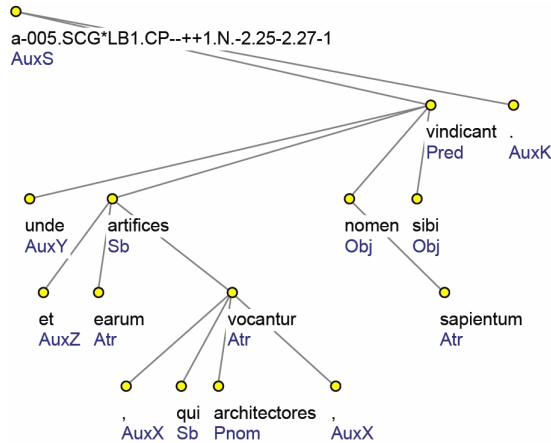 a-005.SCG*LB1.CP--++1.N.-2.25-2.27-1
AuxS
vindicant .
Pred AuxK
unde artifices nomen sibi
AuxY Sb Obj Obj
et earum vocantur sapientum
AuxZ Atr Atr Atr
, qui architectores ,
AuxX Sb Pnom AuxX